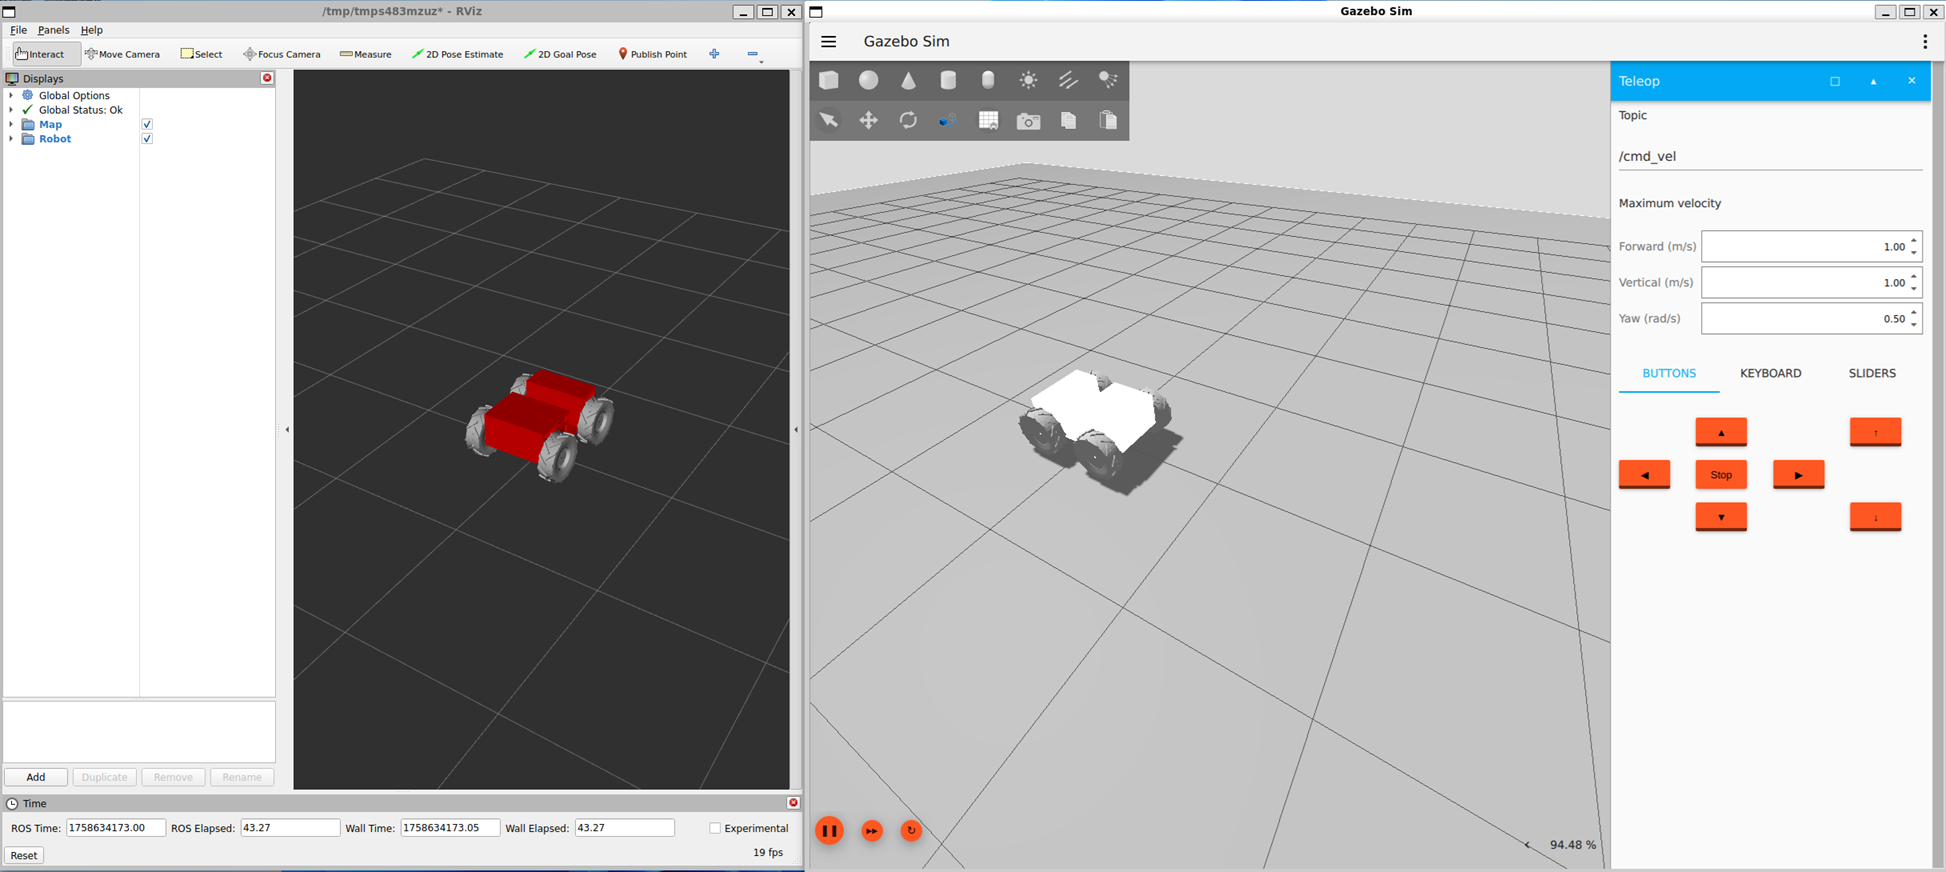 /tmp/tmps483mzuz* - RViz
File Panels Help
Interact Move Camera Select Focus Camera Measure 2D Pose Estimate 2D Goal Pose Publish Point
Displays
Global Options
Global Status: Ok
Map
Robot
Add Duplicate Remove Rename
Time
ROS Time: 1758634173.00 ROS Elapsed: 43.27 Wall Time: 1758634173.05 Wall Elapsed: 43.27 Experimental
Reset 19 fps
Gazebo Sim
Gazebo Sim
94.48 %
Teleop
Topic
/cmd_vel
Maximum velocity
Forward (m/s) 1.00
Vertical (m/s) 1.00
Yaw (rad/s) 0.50
BUTTONS KEYBOARD SLIDERS
Stop